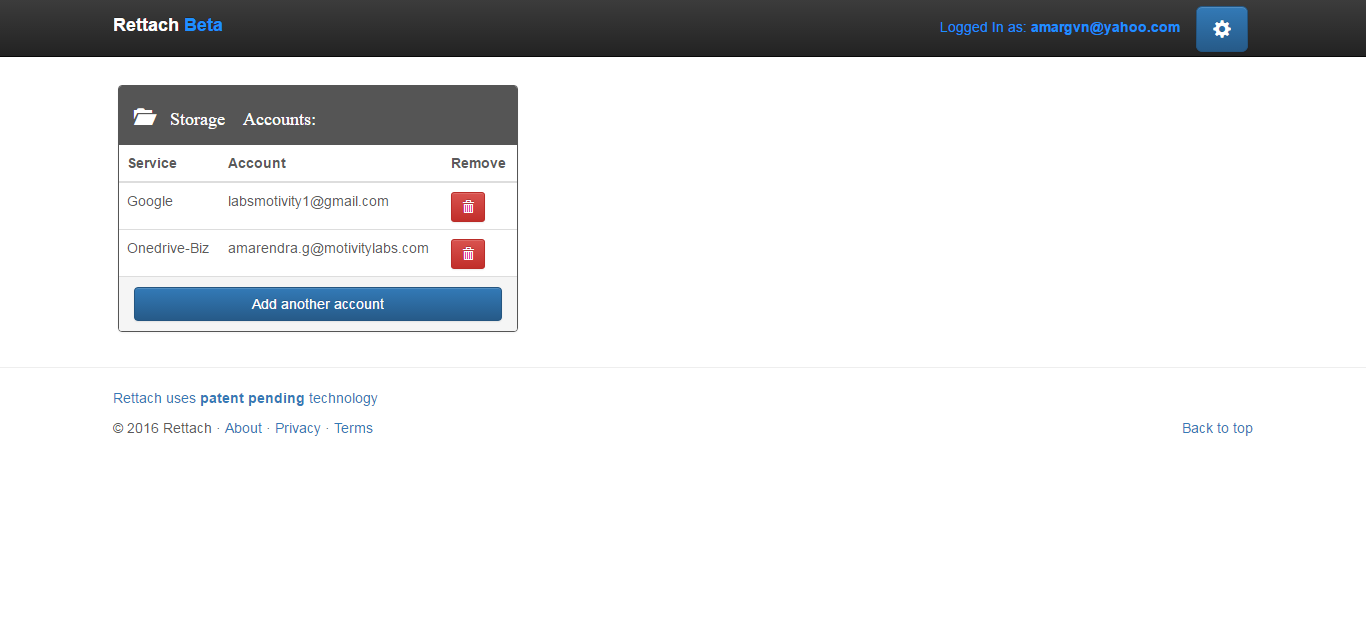 Rettach Beta
Logged In as: amargvn@yahoo.com
Storage Accounts:
Service Account Remove
Google labsmotivity1@gmail.com
Onedrive-Biz amarendra.g@motivitylabs.com
Add another account
Rettach uses patent pending technology
© 2016 Rettach · About · Privacy · Terms
Back to top